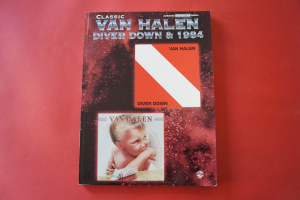 CLASSIC
VAN HALEN
DIVER DOWN & 1984
VAN HALEN
DIVER DOWN
VAN HALEN